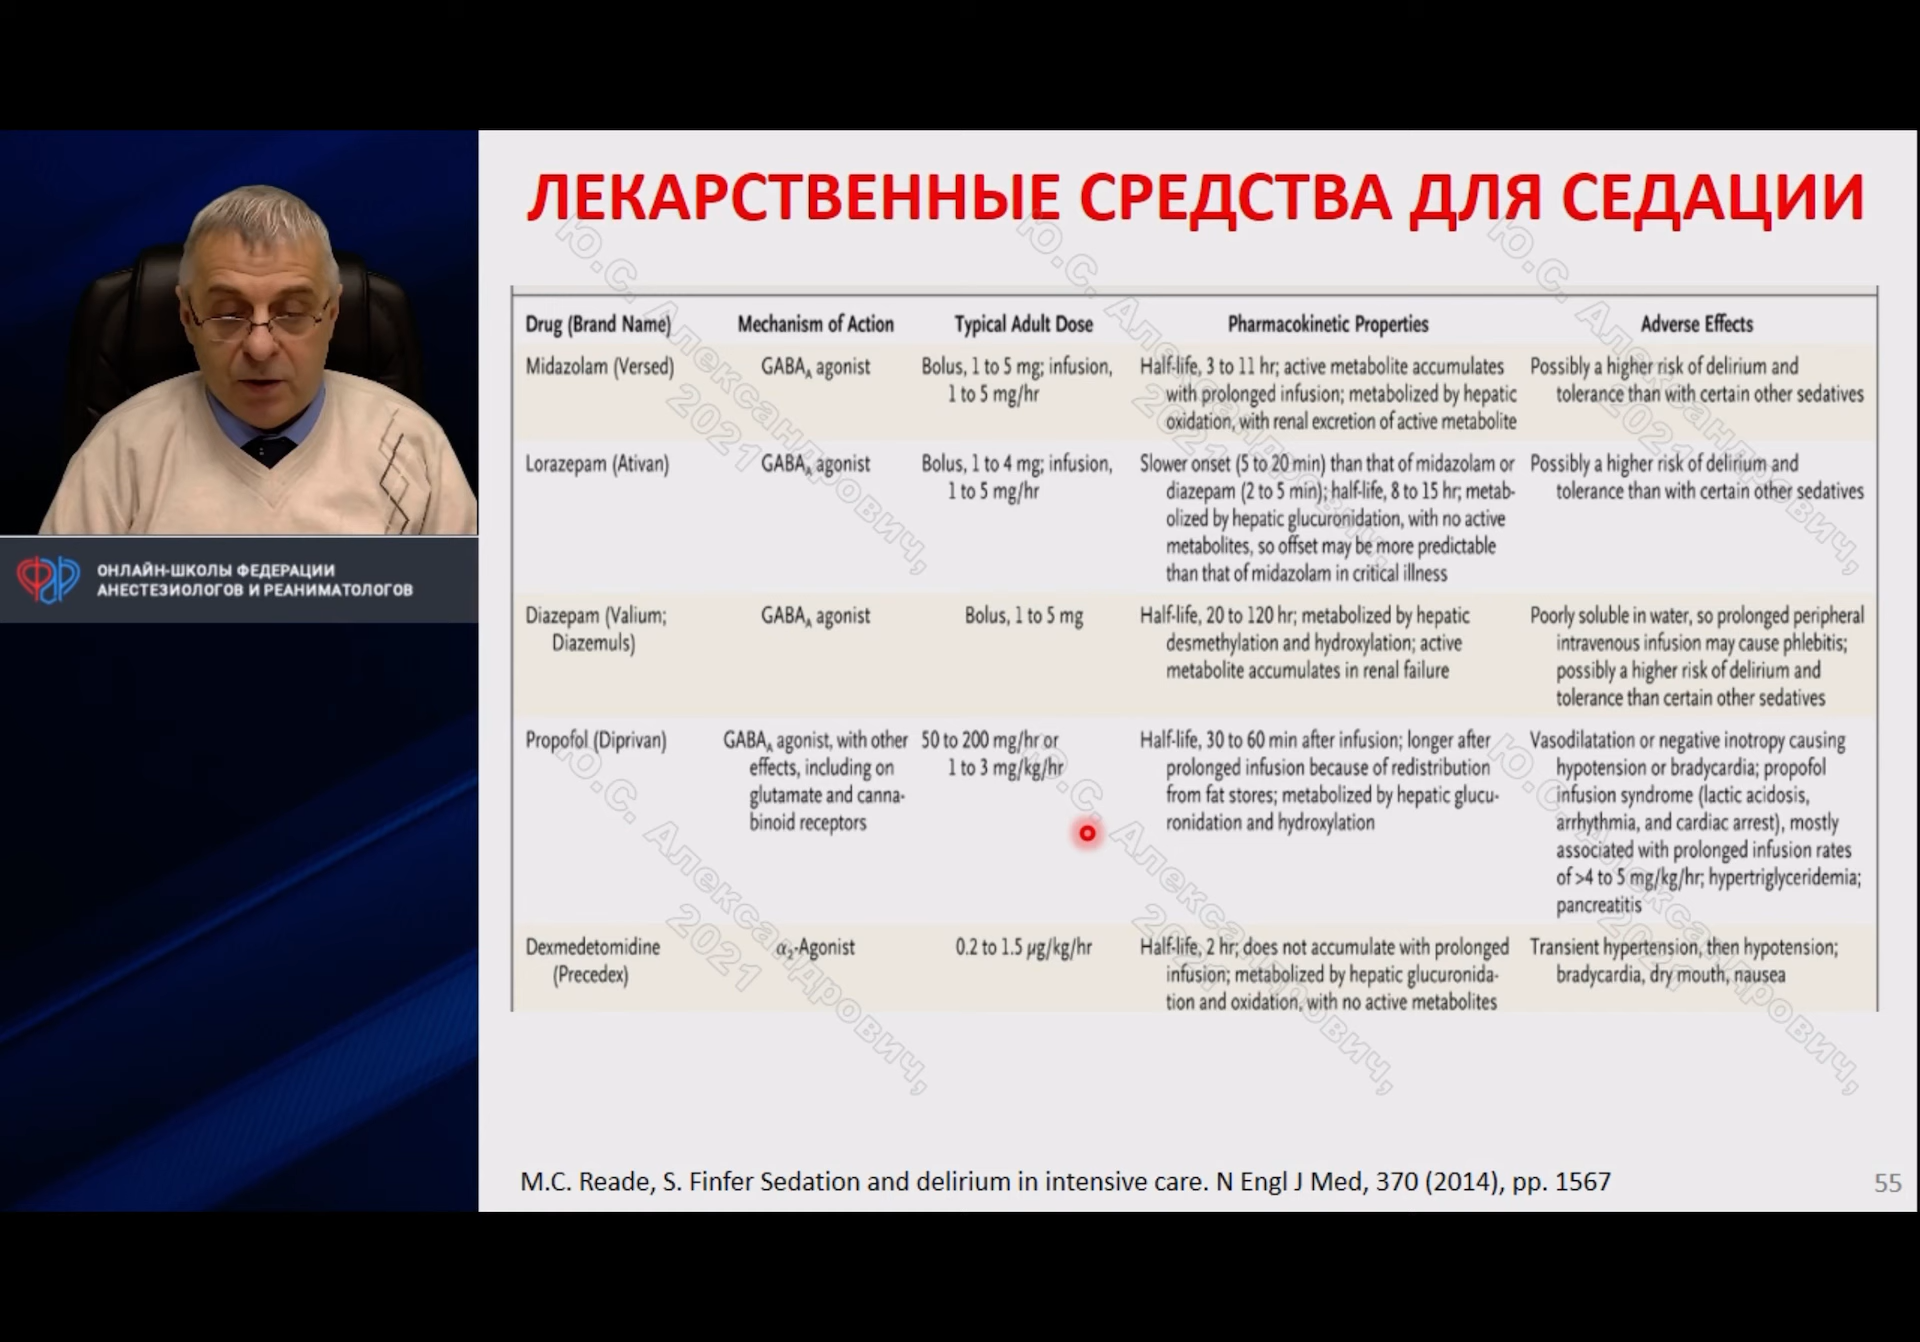 ЛЕКАРСТВЕННЫЕ СРЕДСТВА ДЛЯ СЕДАЦИИ
ОНЛАЙН-ШКОЛЫ ФЕДЕРАЦИИ
АНЕСТЕЗИОЛОГОВ И РЕАНИМАТОЛОГОВ
Drug (Brand Name) Mechanism of Action Typical Adult Dose Pharmacokinetic Properties Adverse Effects
Midazolam (Versed) GABA_A agonist Bolus, 1 to 5 mg; infusion, Half-life, 3 to 11 hr; active metabolite accumulates Possibly a higher risk of delirium and
1 to 5 mg/hr with prolonged infusion; metabolized by hepatic tolerance than with certain other sedatives
oxidation, with renal excretion of active metabolite
Lorazepam (Ativan) GABA_A agonist Bolus, 1 to 4 mg; infusion, Slower onset (5 to 20 min) than that of midazolam or Possibly a higher risk of delirium and
1 to 5 mg/hr diazepam (2 to 5 min); half-life, 8 to 15 hr; metab- tolerance than with certain other sedatives
olized by hepatic glucuronidation, with no active
metabolites, so offset may be more predictable
than that of midazolam in critical illness
Diazepam (Valium; GABA_A agonist Bolus, 1 to 5 mg Half-life, 20 to 120 hr; metabolized by hepatic Poorly soluble in water, so prolonged peripheral
Diazemuls) desmethylation and hydroxylation; active intravenous infusion may cause phlebitis;
metabolite accumulates in renal failure possibly a higher risk of delirium and
tolerance than certain other sedatives
Propofol (Diprivan) GABA_A agonist, with other 50 to 200 mg/hr or Half-life, 30 to 60 min after infusion; longer after Vasodilatation or negative inotropy causing
effects, including on 1 to 3 mg/kg/hr prolonged infusion because of redistribution hypotension or bradycardia; propofol
glutamate and canna- from fat stores; metabolized by hepatic glucu- infusion syndrome (lactic acidosis,
binoid receptors ronidation and hydroxylation arrhythmia, and cardiac arrest), mostly
associated with prolonged infusion rates
of >4 to 5 mg/kg/hr; hypertriglyceridemia;
pancreatitis
Dexmedetomidine α2-Agonist 0.2 to 1.5 μg/kg/hr Half-life, 2 hr; does not accumulate with prolonged Transient hypertension, then hypotension;
(Precedex) infusion; metabolized by hepatic glucuronida- bradycardia, dry mouth, nausea
tion and oxidation, with no active metabolites
M.C. Reade, S. Finfer Sedation and delirium in intensive care. N Engl J Med, 370 (2014), pp. 1567
55
Ю.С. Александрович,
2021
Ю.С. Александрович,
2021
Ю.С. Александрович,
2021
Ю.С. Александрович,
2021
Ю.С. Александрович,
2021
Ю.С. Александрович,
2021